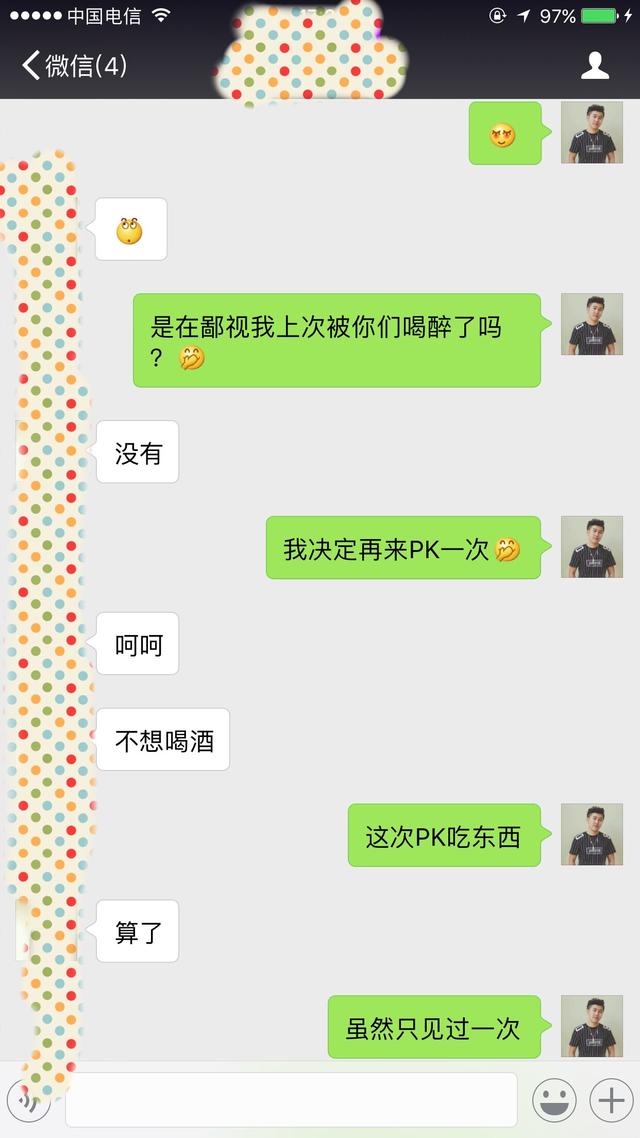 中国电信
97%
微信(4)
是在鄙视我上次被你们喝醉了吗
?
没有
我决定再来PK一次
呵呵
不想喝酒
这次PK吃东西
算了
虽然只见过一次